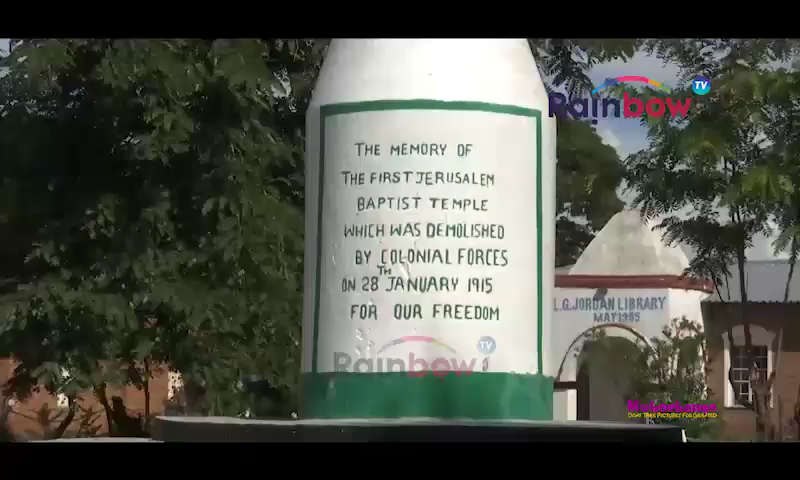 Rainbow TV
THE MEMORY OF
THE FIRST JERUSALEM
BAPTIST TEMPLE
WHICH WAS DEMOLISHED
BY COLONIAL FORCES
ON 28TH JANUARY 1915
FOR OUR FREEDOM
L.G. JORDAN LIBRARY
MAY 1985
Rainbow TV